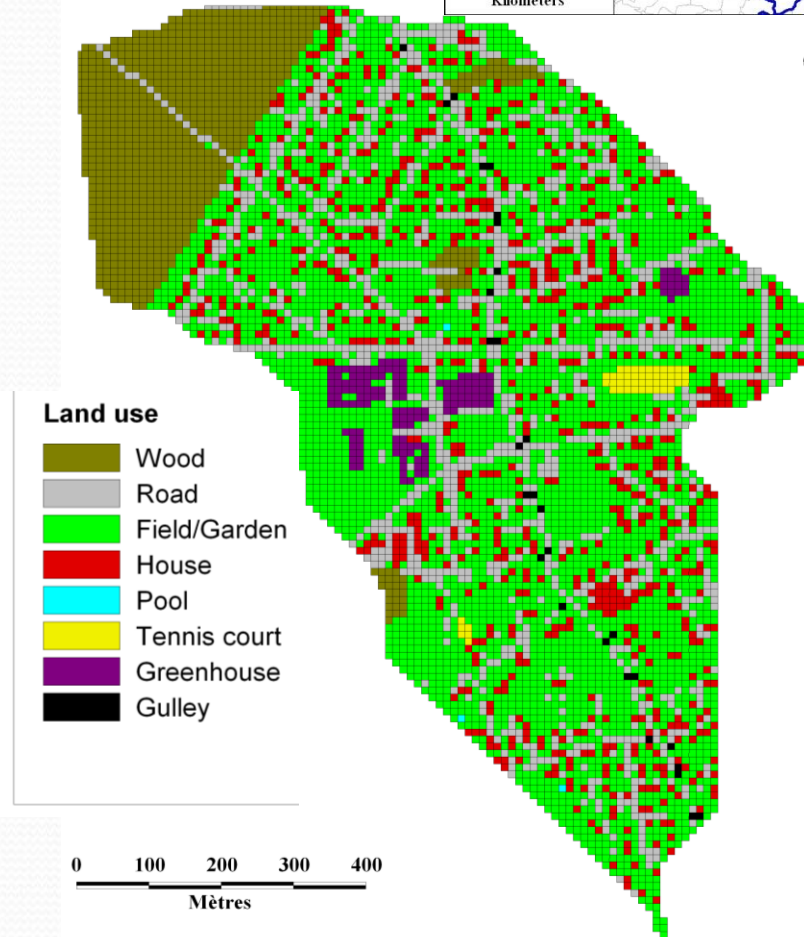 Kilometers
Land use
Wood
Road
Field/Garden
House
Pool
Tennis court
Greenhouse
Gulley
0 100 200 300 400
Mètres